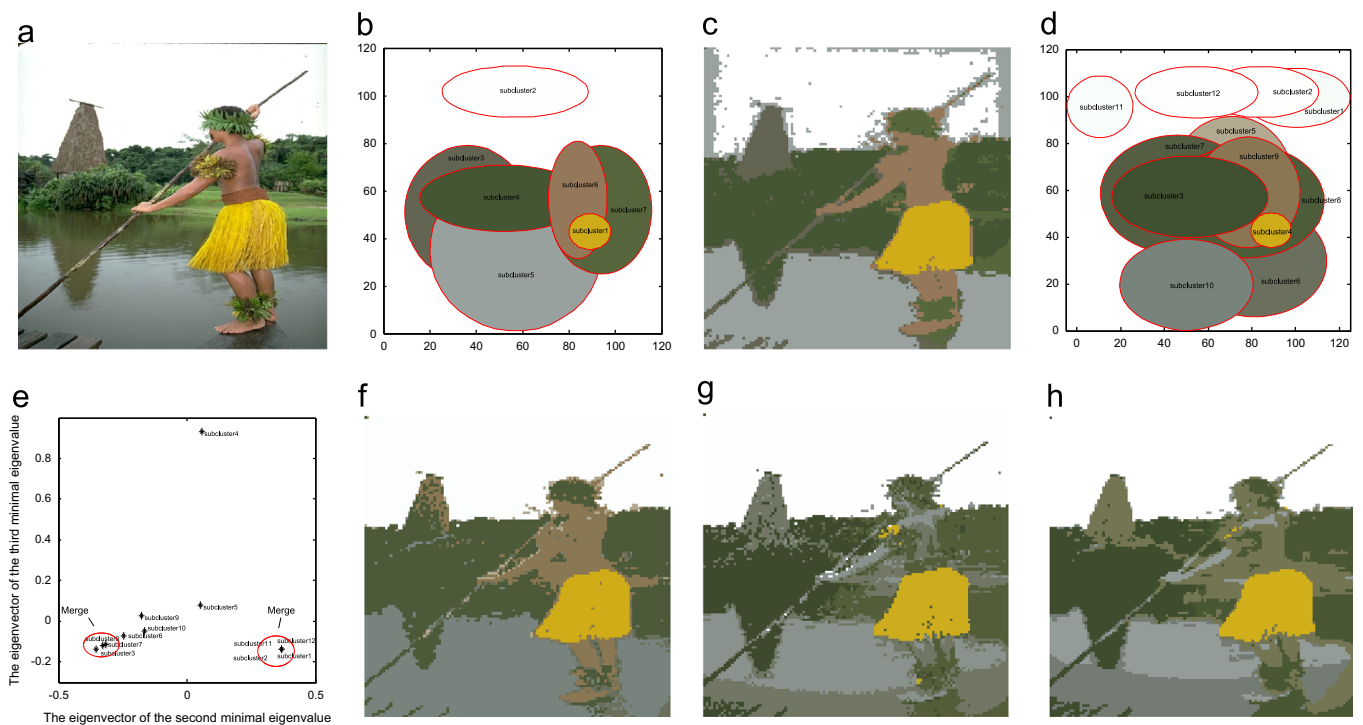 a
b
120
100
80
60
40
20
0
0 20 40 60 80 100 120
subcluster2
subcluster3
subcluster6
subcluster4
subcluster7
subcluster1
subcluster5
c
d
120
100
80
60
40
20
0
0 20 40 60 80 100 120
subcluster11
subcluster12
subcluster2
subcluster1
subcluster5
subcluster7
subcluster9
subcluster3
subcluster8
subcluster4
subcluster6
subcluster10
e
The eigenvector of the third minimal eigenvalue
0.8
0.6
0.4
0.2
0
-0.2
-0.5 0 0.5
subcluster4
subcluster5
subcluster9
Merge
Merge
subcluster10
subcluster6
subcluster7
subcluster3
subcluster11
subcluster12
subcluster2
subcluster1
The eigenvector of the second minimal eigenvalue
f
g
h